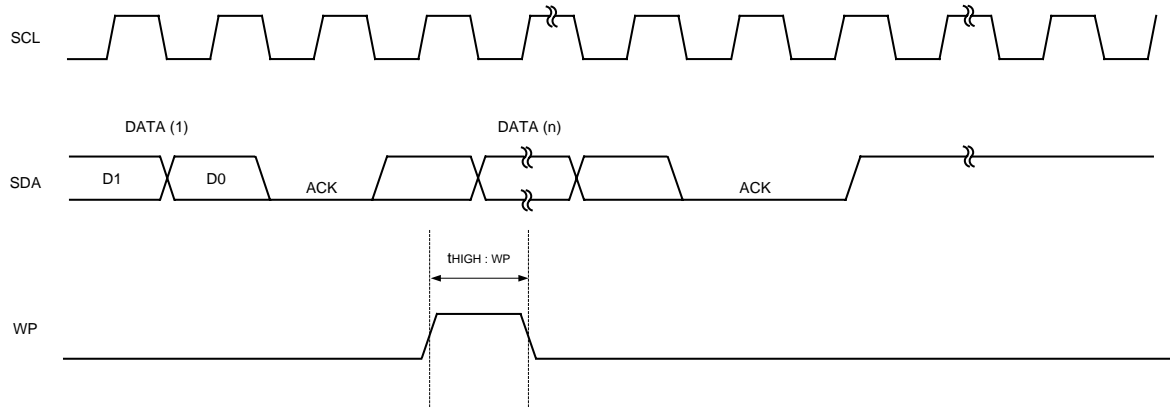 SCL
DATA (1) DATA (n)
SDA D1 D0 ACK ACK
tHIGH : WP
WP